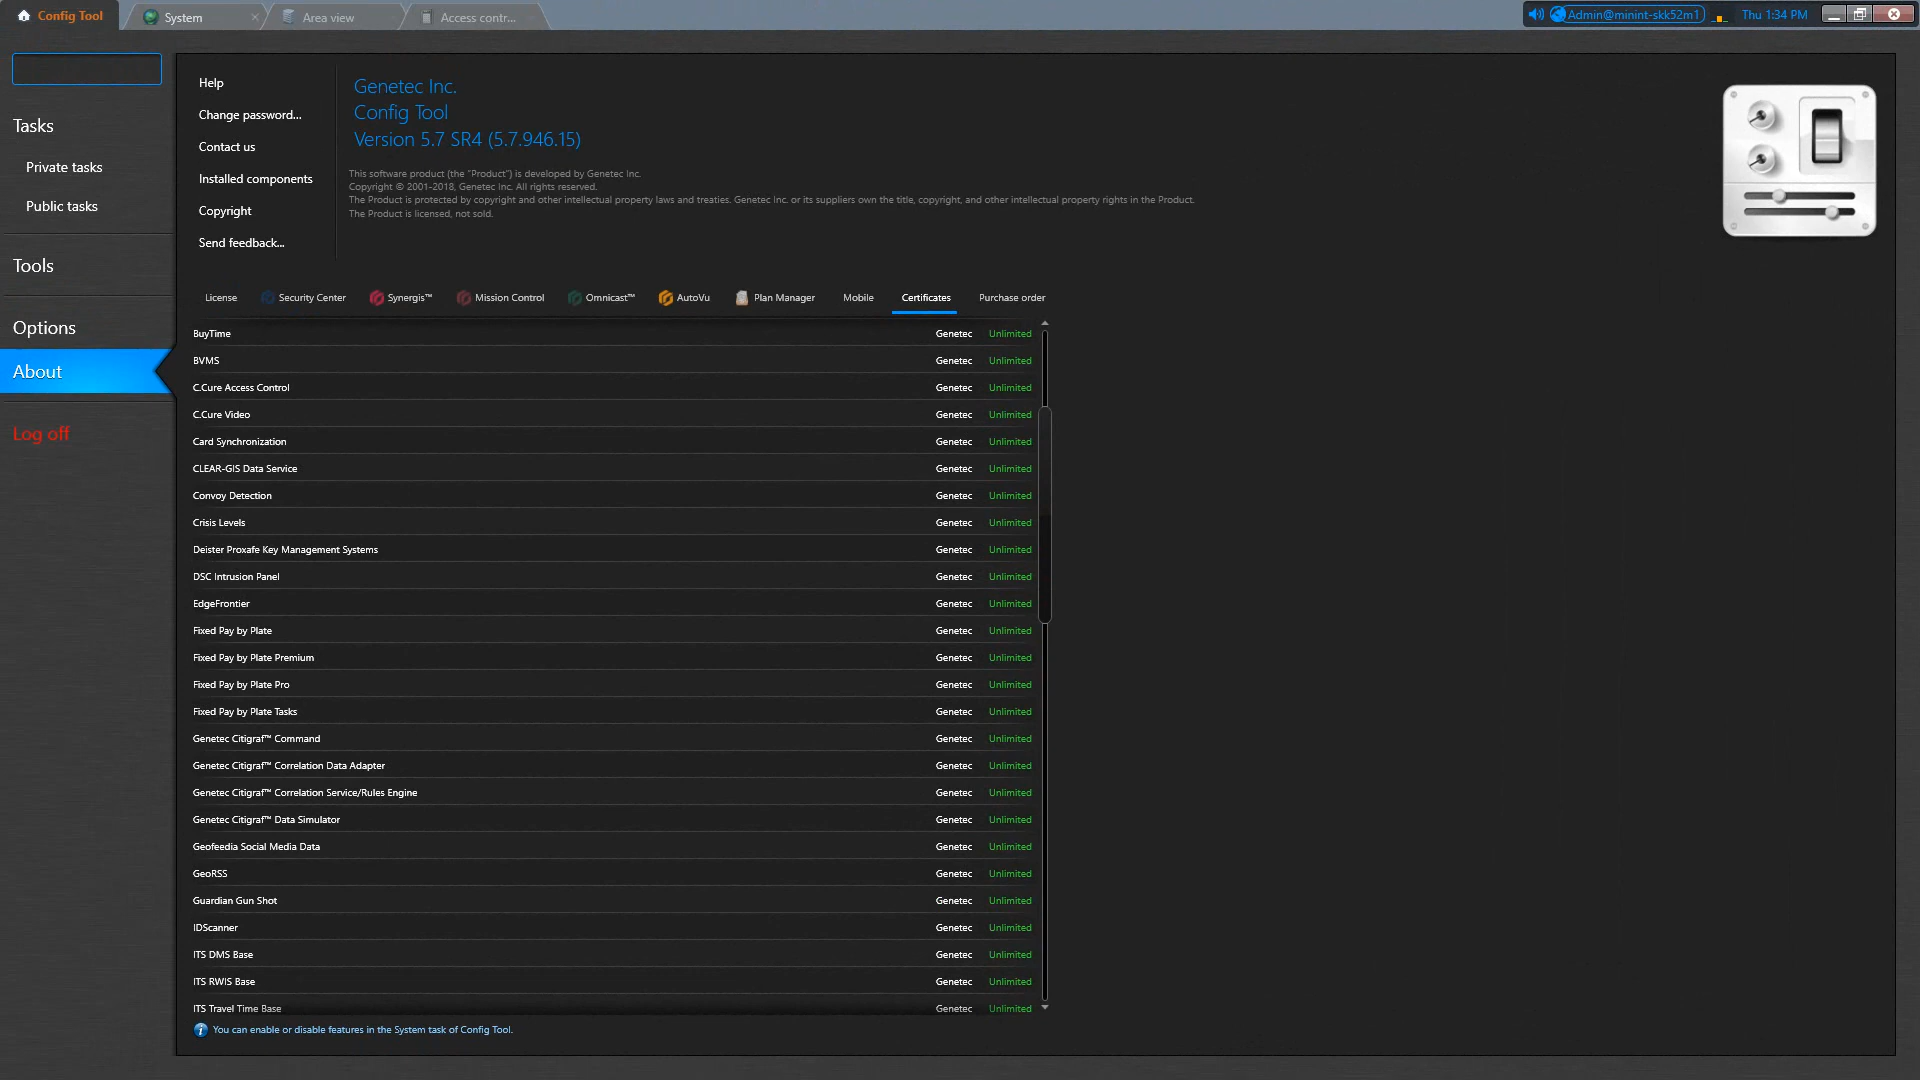 Config Tool
System
Area view
Access contr...
Admin@minint-skk52m1
Thu 1:34 PM
Tasks
Private tasks
Public tasks
Tools
Options
About
Log off
Help
Change password...
Contact us
Installed components
Copyright
Send feedback...
Genetec Inc.
Config Tool
Version 5.7 SR4 (5.7.946.15)
This software product (the "Product") is developed by Genetec Inc.
Copyright © 2001-2018, Genetec Inc. All rights reserved.
The Product is protected by copyright and other intellectual property laws and treaties. Genetec Inc. or its suppliers own the title, copyright, and other intellectual property rights in the Product.
The Product is licensed, not sold.
License Security Center Synergis™ Mission Control Omnicast™ AutoVu Plan Manager Mobile Certificates Purchase order
BuyTime Genetec Unlimited
BVMS Genetec Unlimited
C.Cure Access Control Genetec Unlimited
C.Cure Video Genetec Unlimited
Card Synchronization Genetec Unlimited
CLEAR-GIS Data Service Genetec Unlimited
Convoy Detection Genetec Unlimited
Crisis Levels Genetec Unlimited
Deister Proxafe Key Management Systems Genetec Unlimited
DSC Intrusion Panel Genetec Unlimited
EdgeFrontier Genetec Unlimited
Fixed Pay by Plate Genetec Unlimited
Fixed Pay by Plate Premium Genetec Unlimited
Fixed Pay by Plate Pro Genetec Unlimited
Fixed Pay by Plate Tasks Genetec Unlimited
Genetec Citigraf™ Command Genetec Unlimited
Genetec Citigraf™ Correlation Data Adapter Genetec Unlimited
Genetec Citigraf™ Correlation Service/Rules Engine Genetec Unlimited
Genetec Citigraf™ Data Simulator Genetec Unlimited
Geofeedia Social Media Data Genetec Unlimited
GeoRSS Genetec Unlimited
Guardian Gun Shot Genetec Unlimited
IDScanner Genetec Unlimited
ITS DMS Base Genetec Unlimited
ITS RWIS Base Genetec Unlimited
ITS Travel Time Base Genetec Unlimited
You can enable or disable features in the System task of Config Tool.